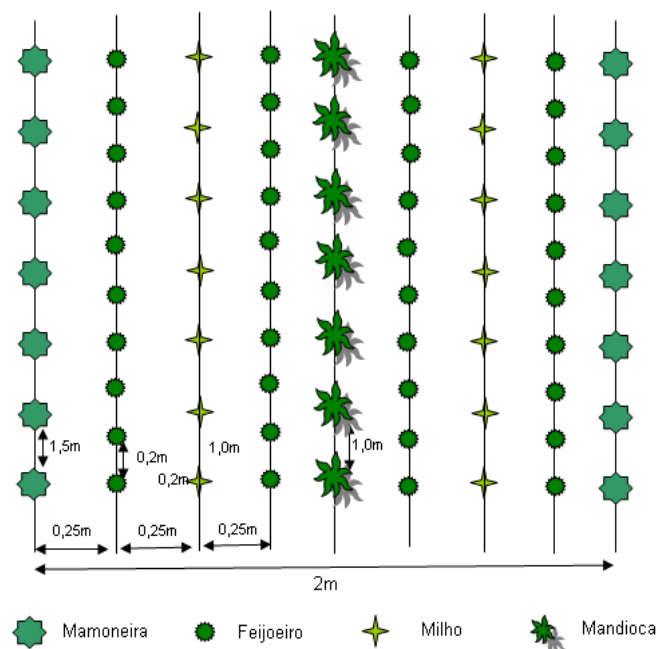 1,5m
0,2m
1,0m
0,2m
1,0m
0,25m
0,25m
0,25m
2m
Mamoneira
Feijoeiro
Milho
Mandioca